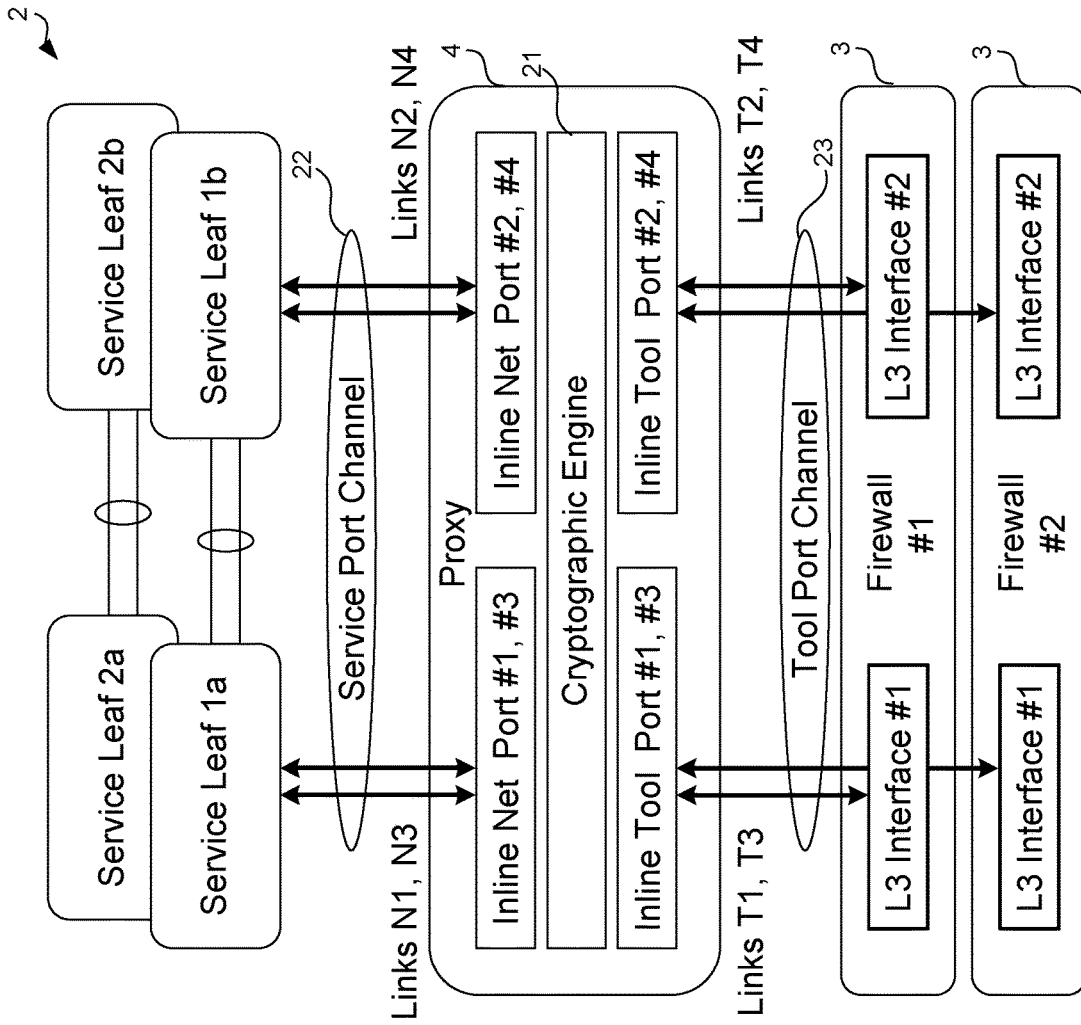 2
Service Leaf 2a
Service Leaf 2b
Service Leaf 1a
Service Leaf 1b
22
Service Port Channel
Links N1, N3
Links N2, N4
4
Proxy
21
Inline Net Port #1, #3
Inline Net Port #2, #4
Cryptographic Engine
Inline Tool Port #1, #3
Inline Tool Port #2, #4
Links T1, T3
Links T2, T4
Tool Port Channel
23
3
L3 Interface #1
Firewall
#1
L3 Interface #2
3
L3 Interface #1
Firewall
#2
L3 Interface #2